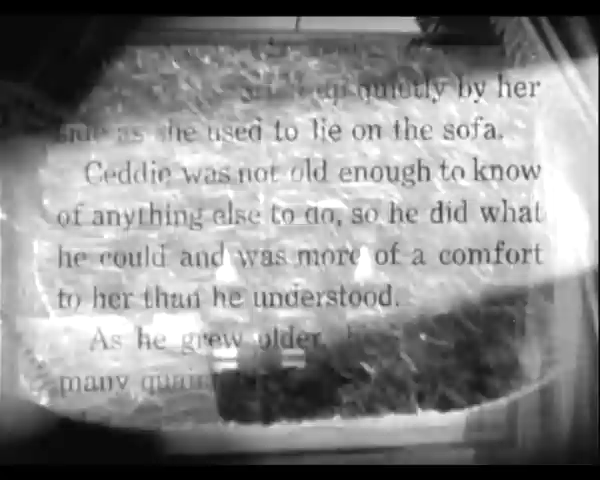 quietly by her
side as she used to lie on the sofa.
Ceddie was not old enough to know
of anything else to do, so he did what
he could and was more of a comfort
to her than he understood.
As he grew older,
many